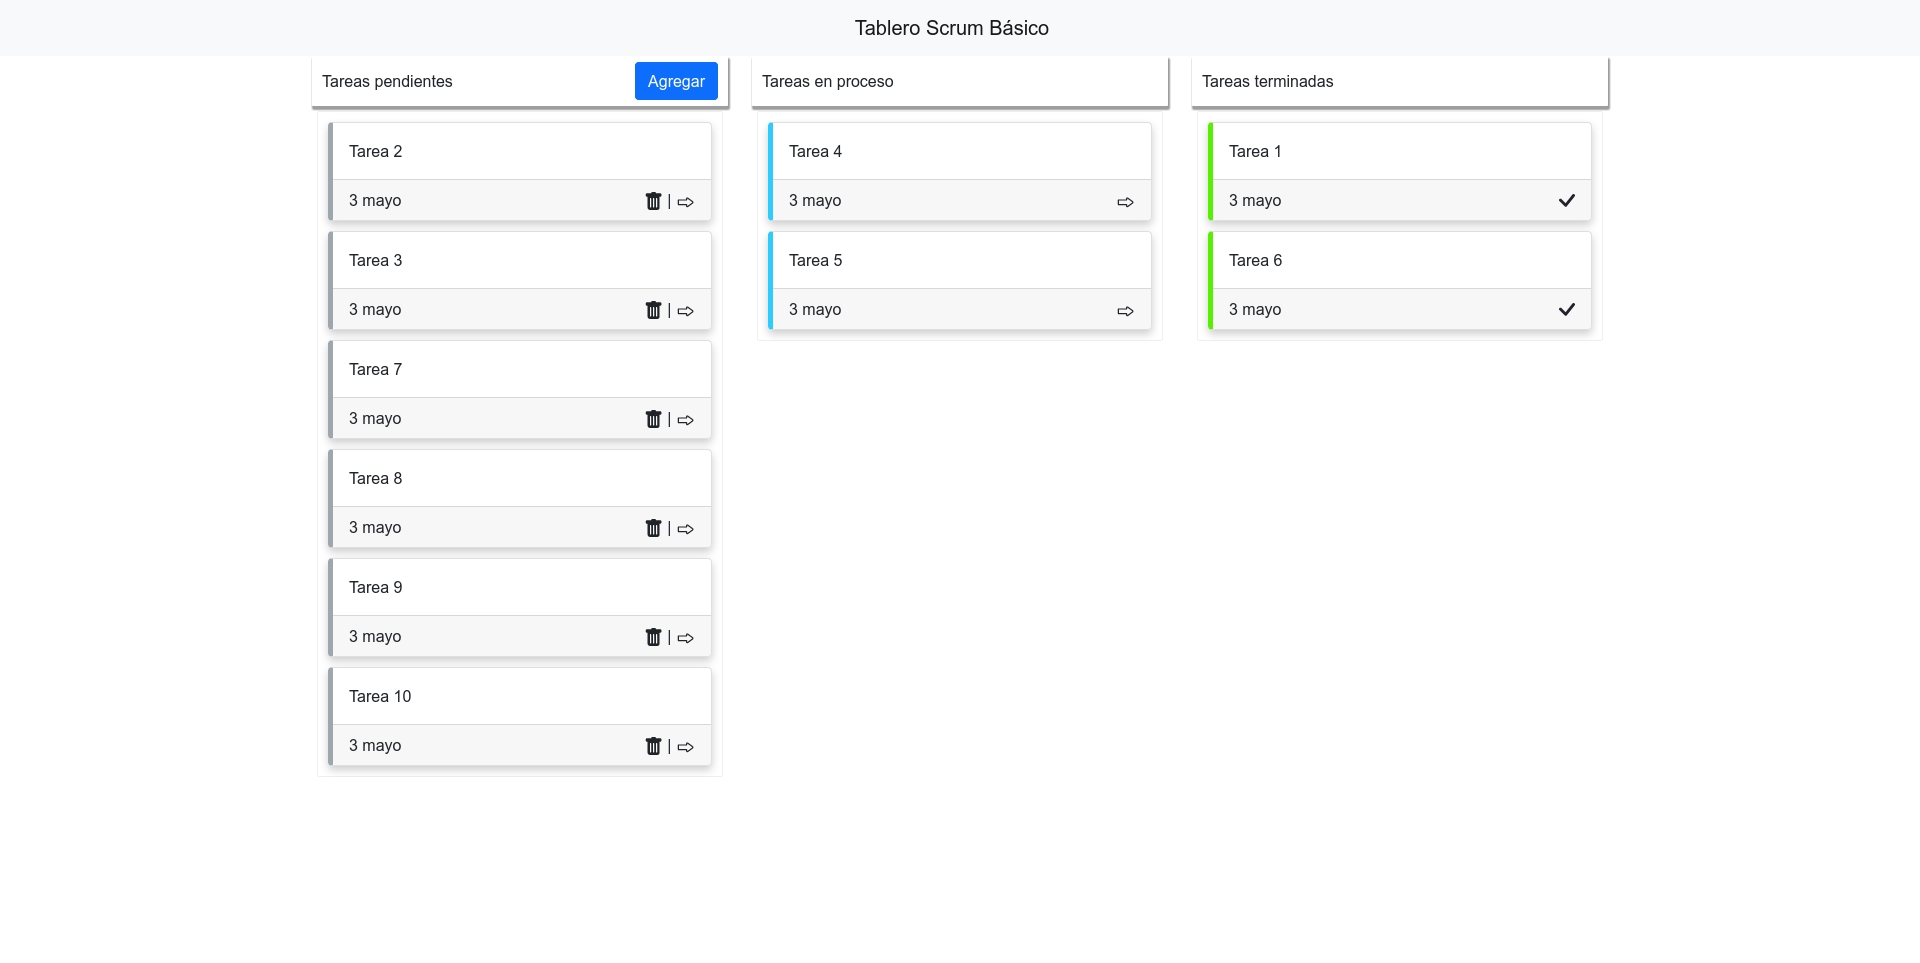 Tablero Scrum Básico
Tareas pendientes
Agregar
Tarea 2
3 mayo |
Tarea 3
3 mayo |
Tarea 7
3 mayo |
Tarea 8
3 mayo |
Tarea 9
3 mayo |
Tarea 10
3 mayo |
Tareas en proceso
Tarea 4
3 mayo
Tarea 5
3 mayo
Tareas terminadas
Tarea 1
3 mayo
Tarea 6
3 mayo